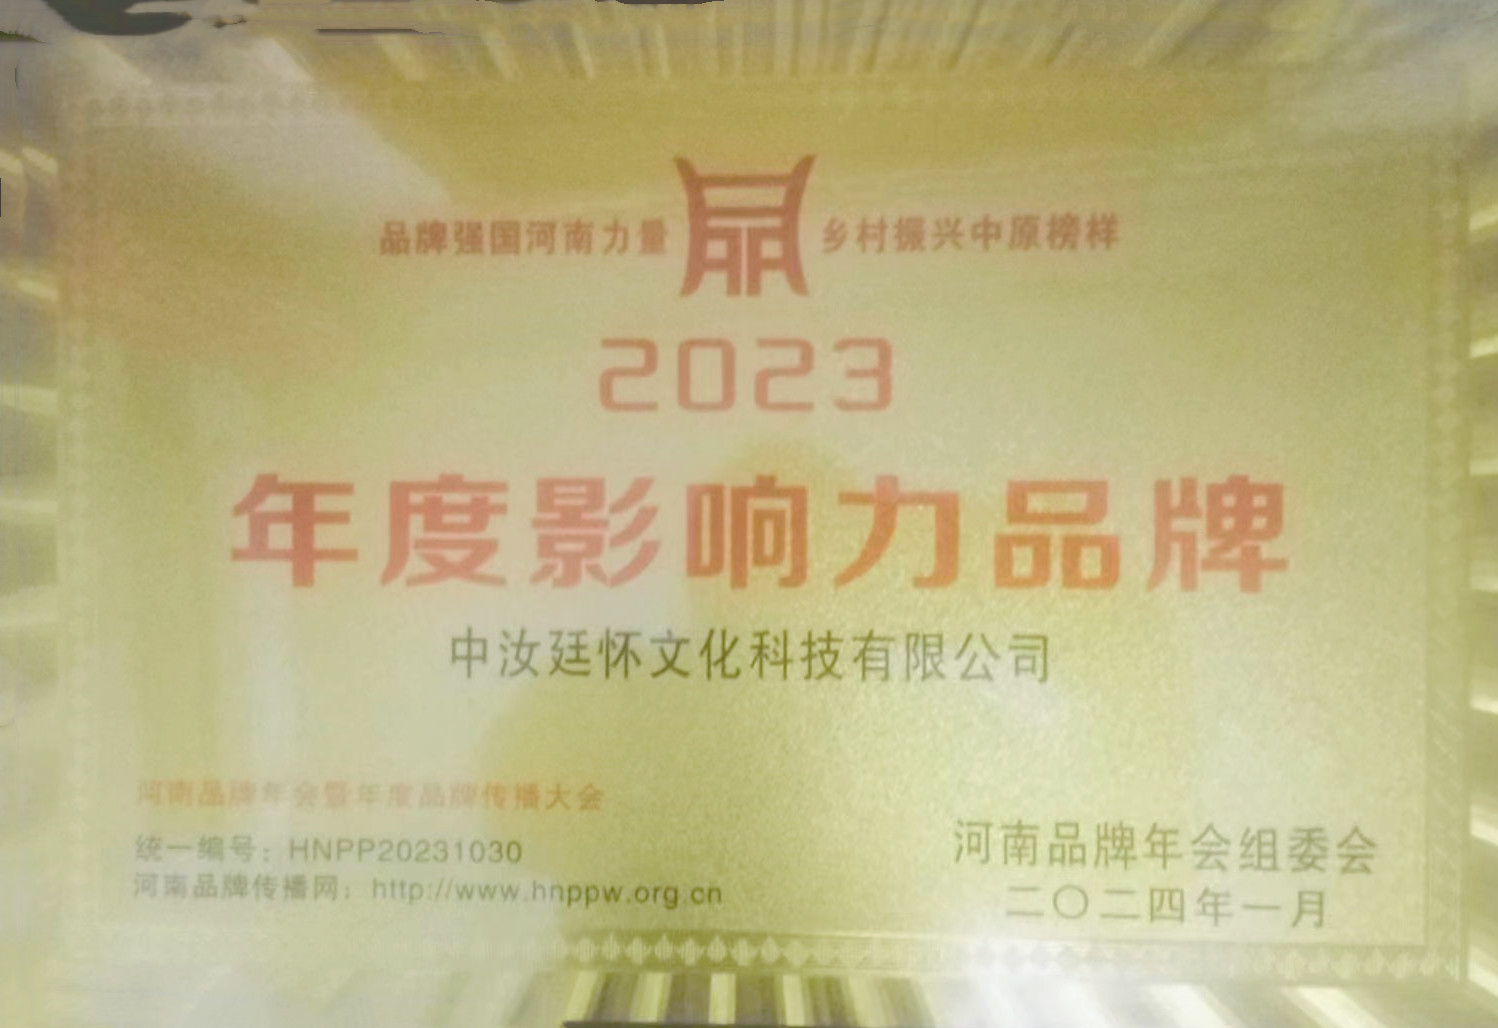 品牌强国河南力量 乡村振兴中原榜样
2023
年度影响力品牌
中汝廷怀文化科技有限公司
河南品牌年会暨年度品牌传播大会
统一编号：HNPP20231030
河南品牌传播网：http://www.hnppw.org.cn
河南品牌年会组委会
二〇二四年一月